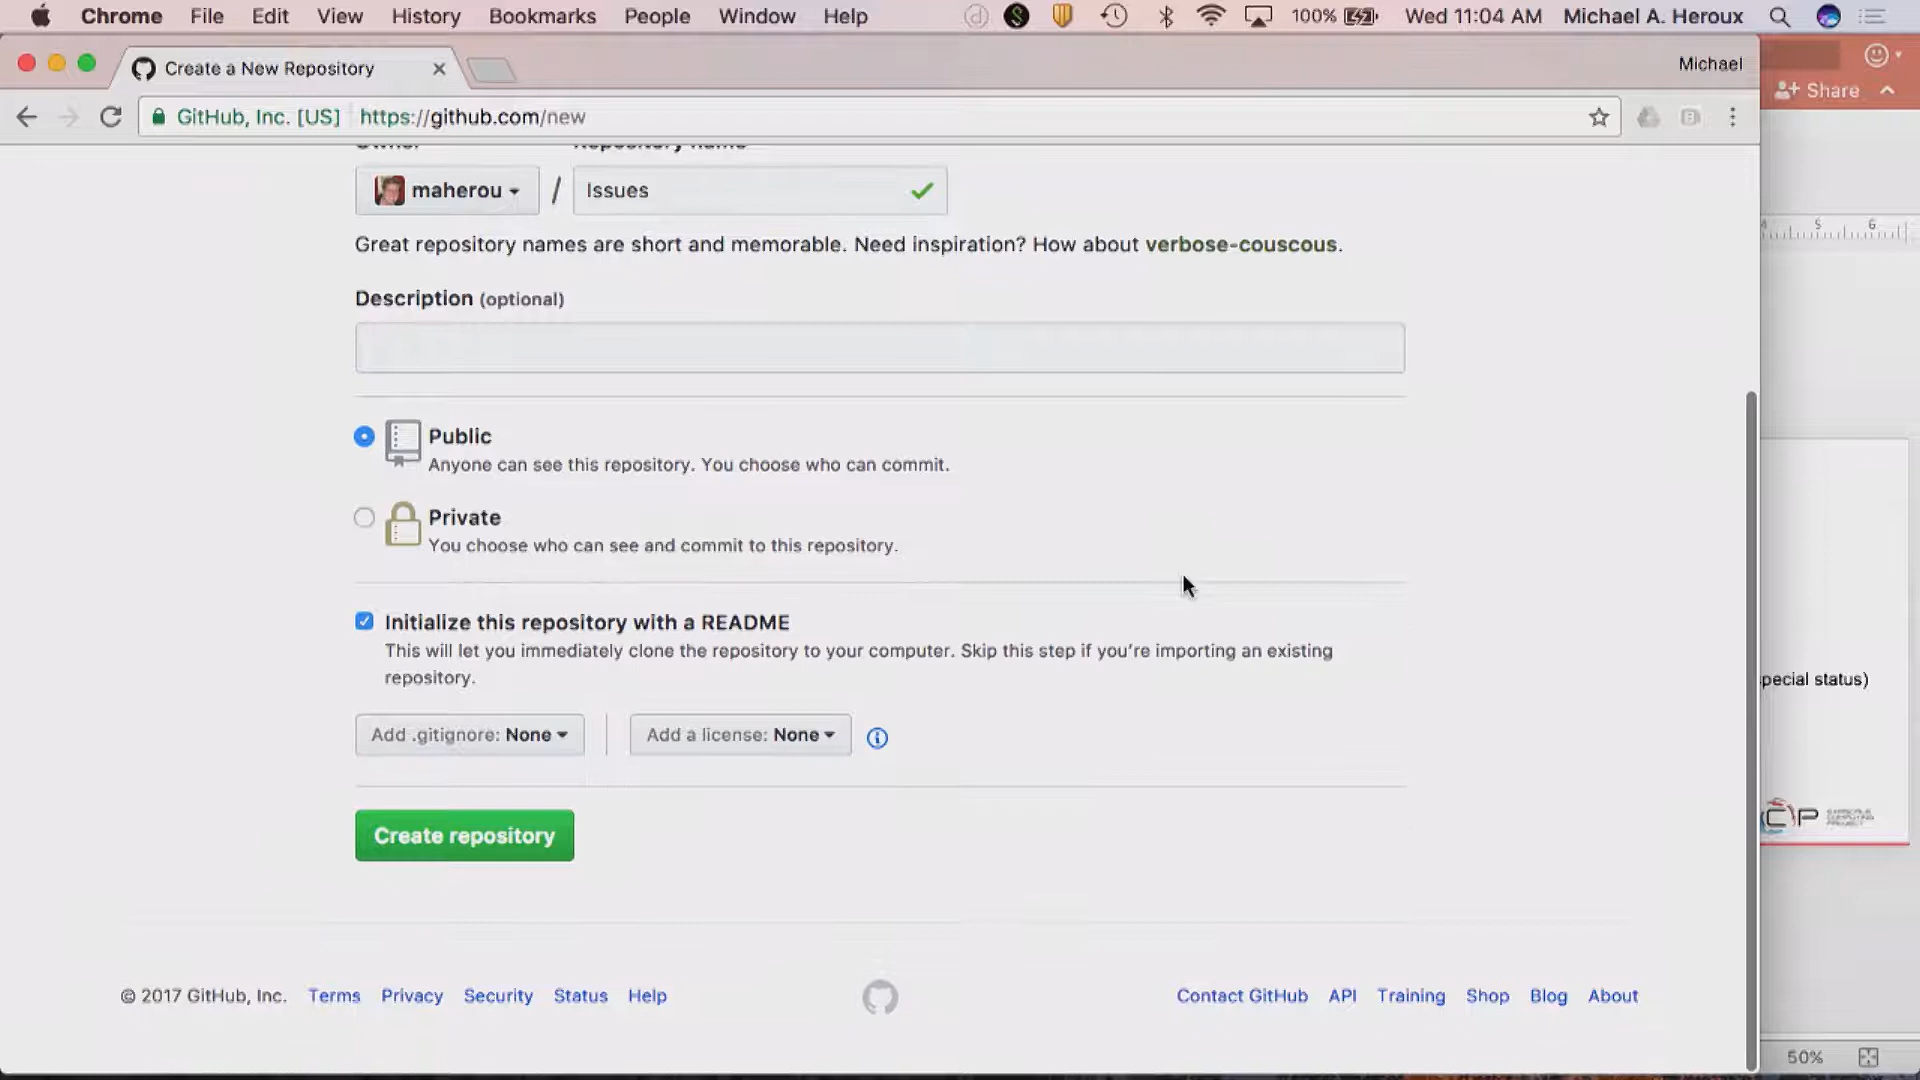 Chrome File Edit View History Bookmarks People Window Help 100% Wed 11:04 AM Michael A. Heroux
Create a New Repository
Michael
Share
GitHub, Inc. [US] https://github.com/new
maherou / Issues
Great repository names are short and memorable. Need inspiration? How about verbose-couscous.
5 6
Description (optional)
Public
Anyone can see this repository. You choose who can commit.
Private
You choose who can see and commit to this repository.
Initialize this repository with a README
This will let you immediately clone the repository to your computer. Skip this step if you're importing an existing
repository.
pecial status)
Add .gitignore: None Add a license: None
Create repository
© 2017 GitHub, Inc. Terms Privacy Security Status Help Contact GitHub API Training Shop Blog About
50%